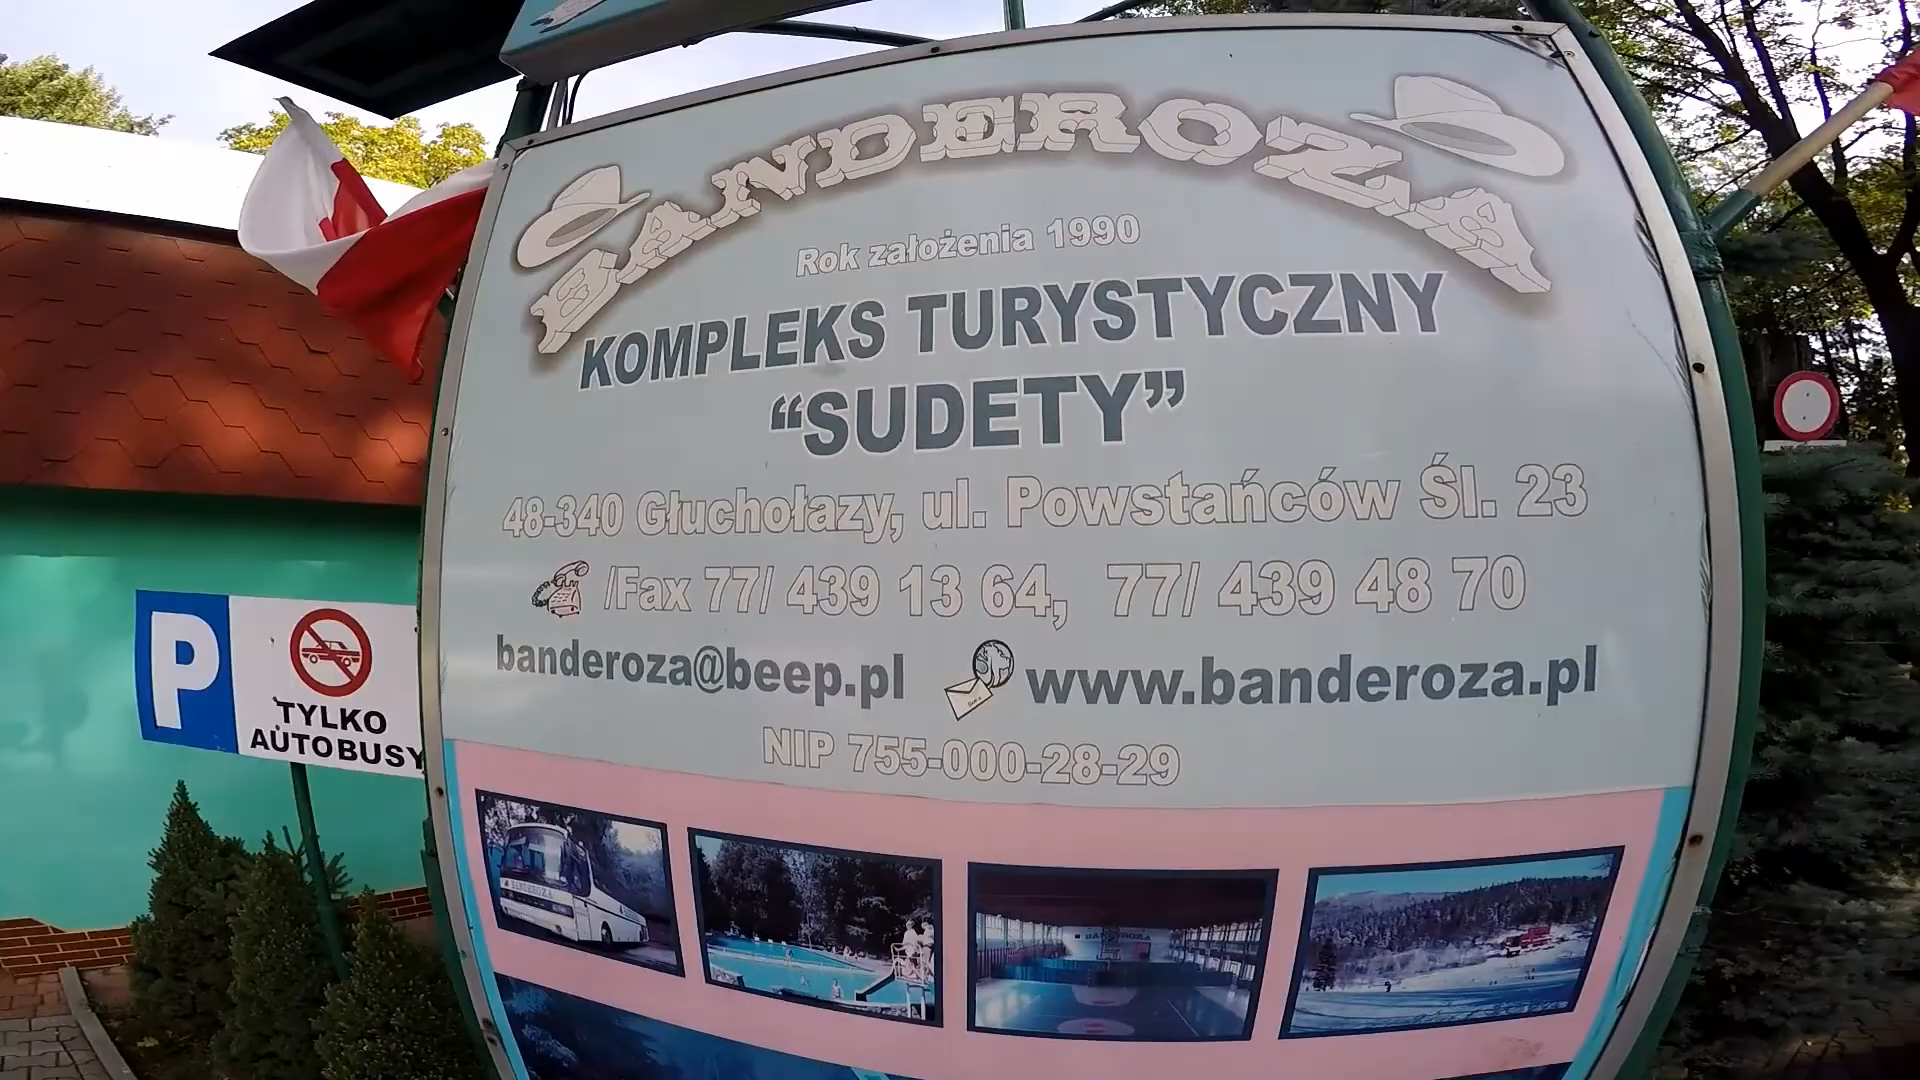 BANDEROZA
Rok założenia 1990
KOMPLEKS TURYSTYCZNY
“SUDETY”
48-340 Głuchołazy, ul. Powstańców Śl. 23
/Fax 77/ 439 13 64, 77/ 439 48 70
banderoza@beep.pl www.banderoza.pl
NIP 755-000-28-29
P
TYLKO
AUTOBUSY
BANDEROZA